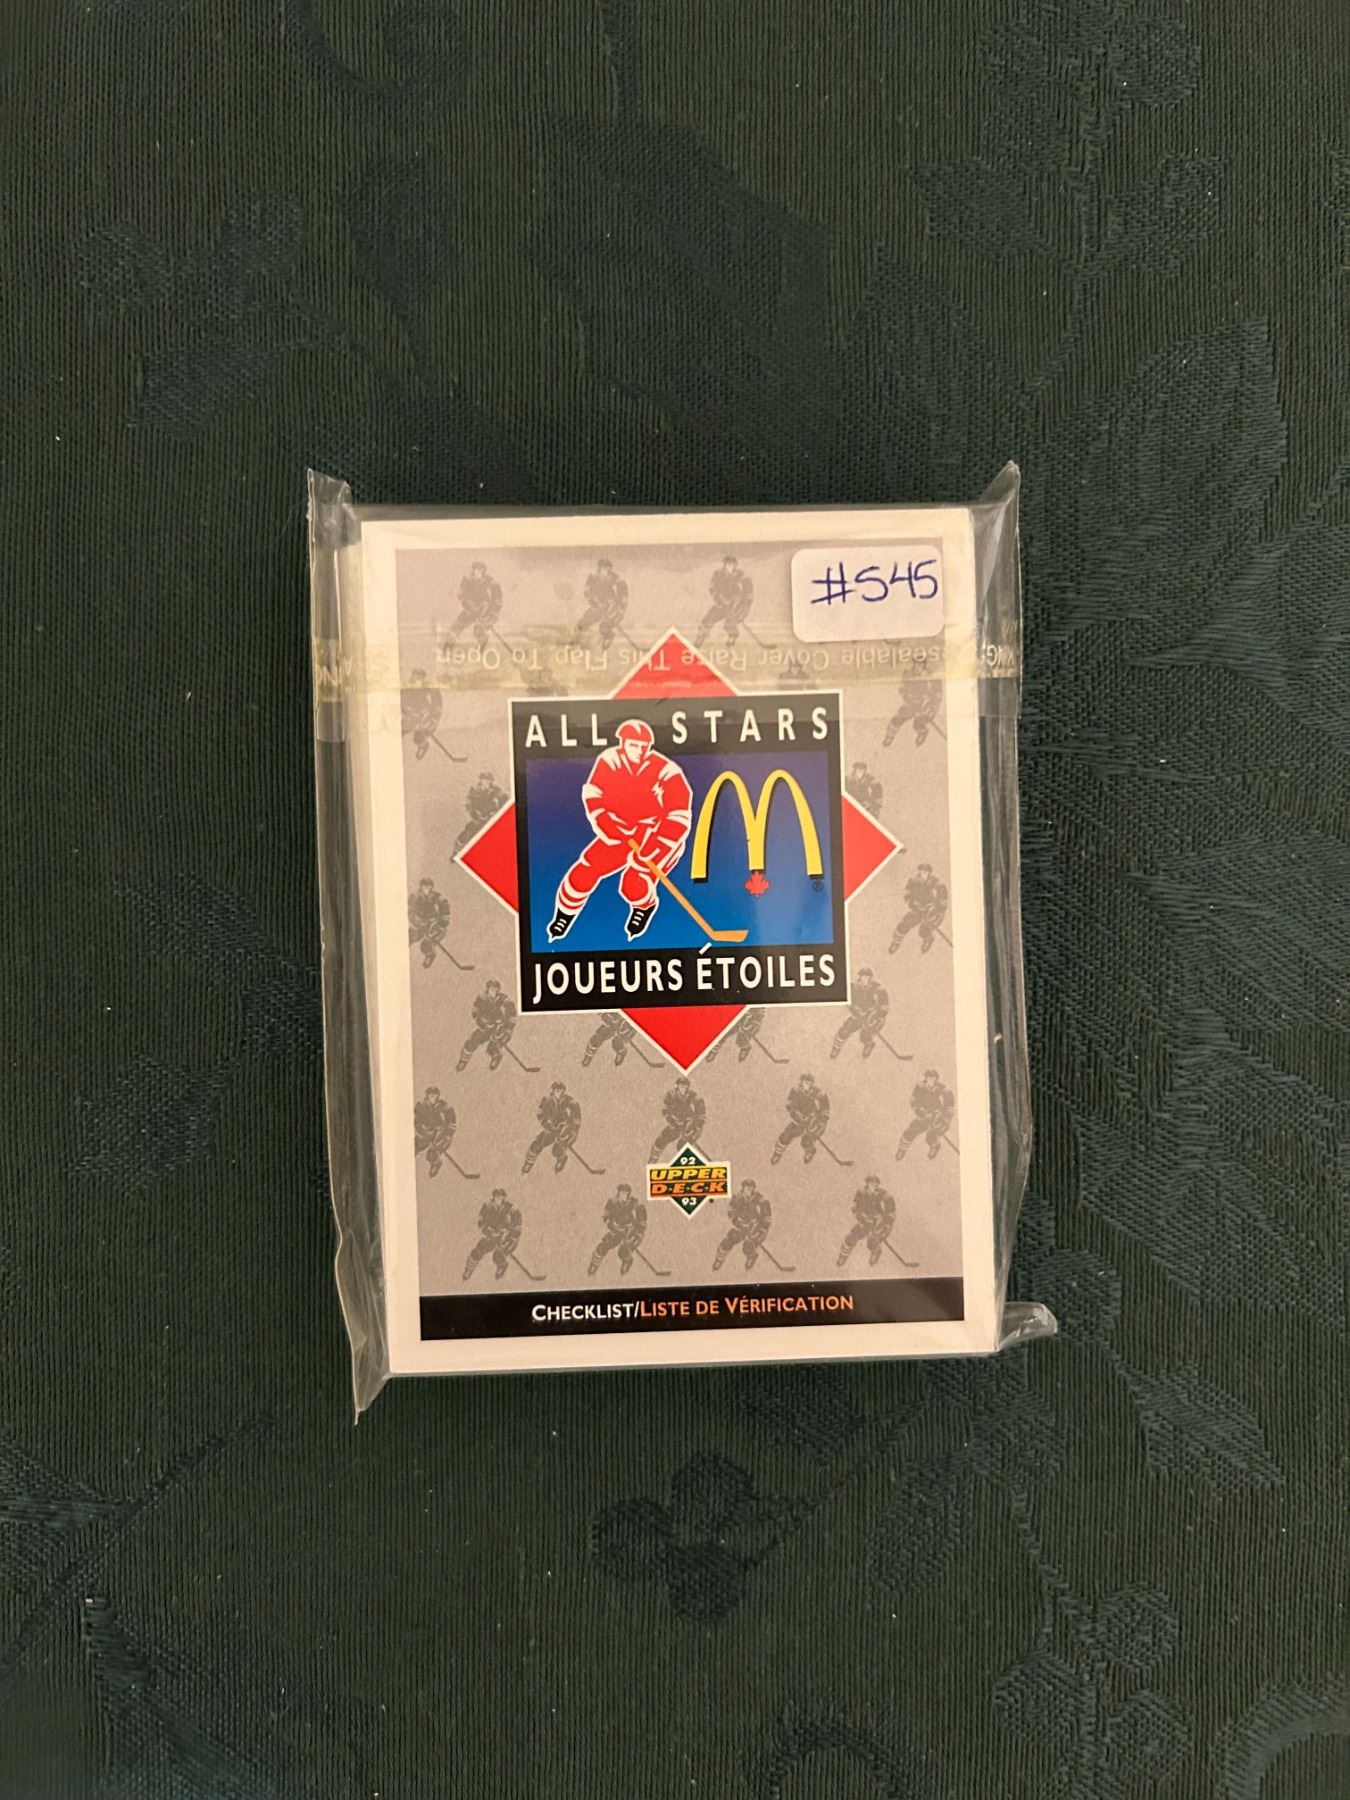 #545
Resealable Cover Raise This Flap To Open
ALL STARS
JOUEURS ÉTOILES
92
UPPER
D·E·C·K
93
CHECKLIST/LISTE DE VÉRIFICATION